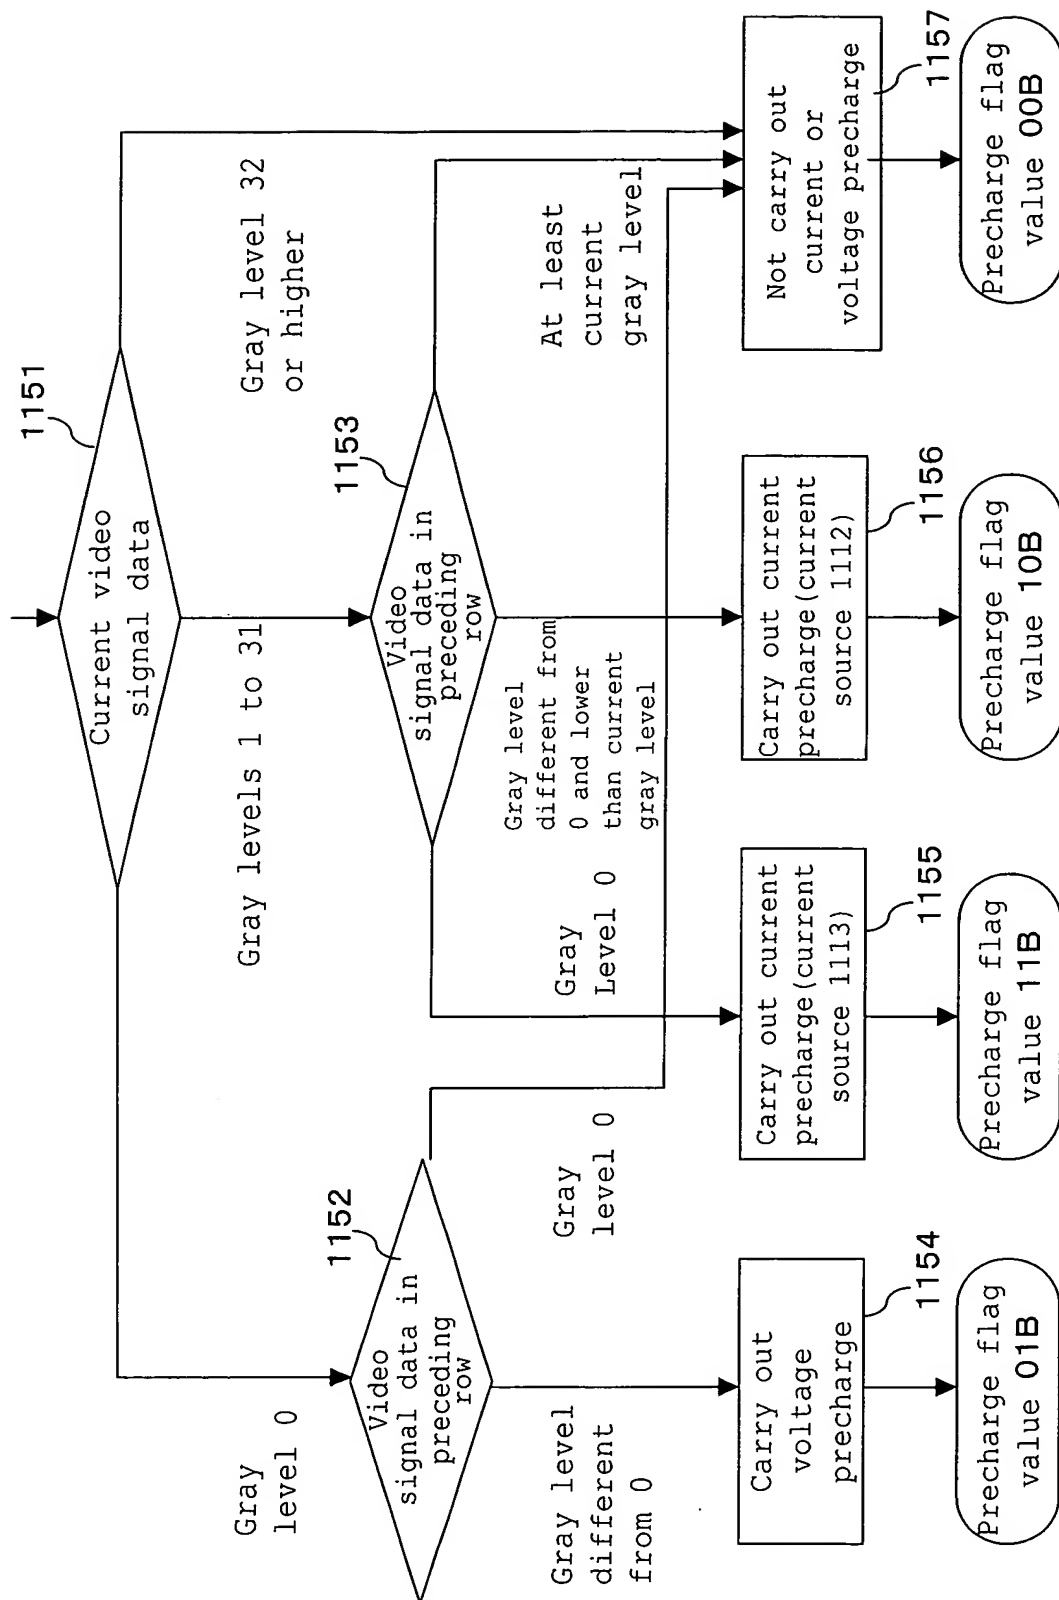 1151
Current video
signal data
Gray
level 0
Gray levels 1 to 31
Gray level 32
or higher
1152
Video
signal data in
preceding
row
1153
Video
signal data in
preceding
row
Gray level
different
from 0
Gray
level 0
Gray
Level 0
Gray level
different from
0 and lower
than current
gray level
At least
current
gray level
Carry out
voltage
precharge
1154
Carry out current
precharge(current
source 1113)
1155
Carry out current
precharge(current
source 1112)
1156
Not carry out
current or
voltage precharge
1157
Precharge flag
value 01B
Precharge flag
value 11B
Precharge flag
value 10B
Precharge flag
value 00B